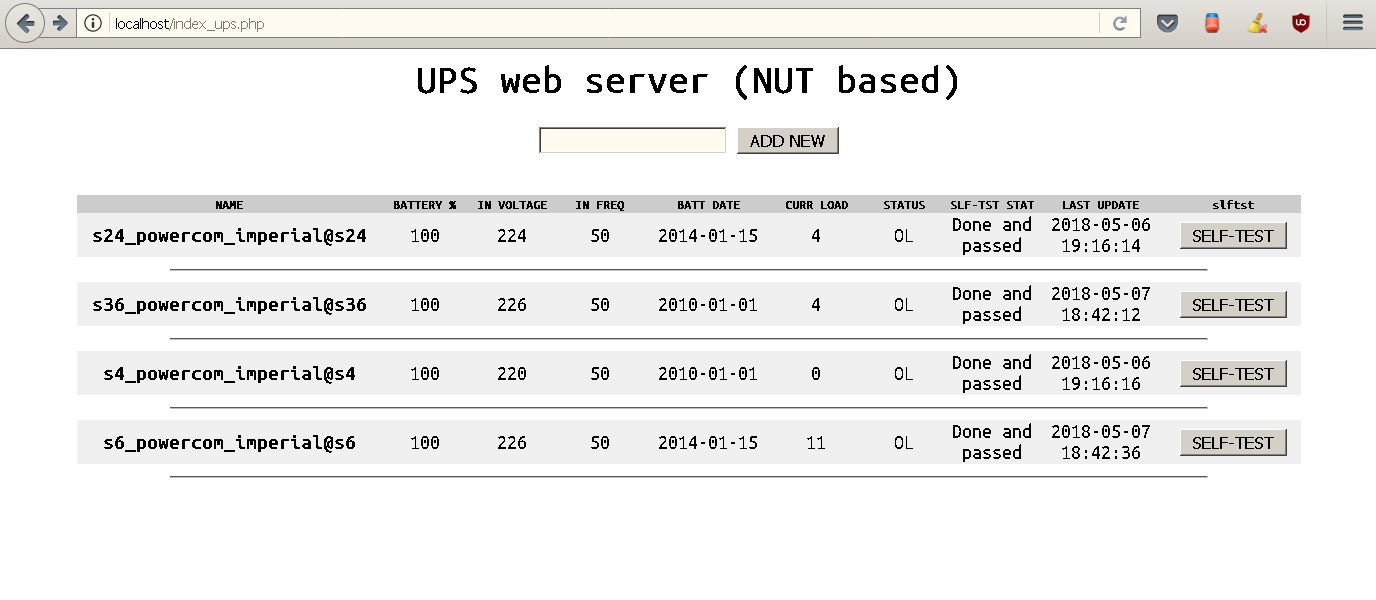 localhost/index_ups.php
UPS web server (NUT based)
ADD NEW
NAME BATTERY % IN VOLTAGE IN FREQ BATT DATE CURR LOAD STATUS SLF-TST STAT LAST UPDATE slftst
s24_powercom_imperial@s24 100 224 50 2014-01-15 4 OL Done and passed 2018-05-06 19:16:14 SELF-TEST
s36_powercom_imperial@s36 100 226 50 2010-01-01 4 OL Done and passed 2018-05-07 18:42:12 SELF-TEST
s4_powercom_imperial@s4 100 220 50 2010-01-01 0 OL Done and passed 2018-05-06 19:16:16 SELF-TEST
s6_powercom_imperial@s6 100 226 50 2014-01-15 11 OL Done and passed 2018-05-07 18:42:36 SELF-TEST